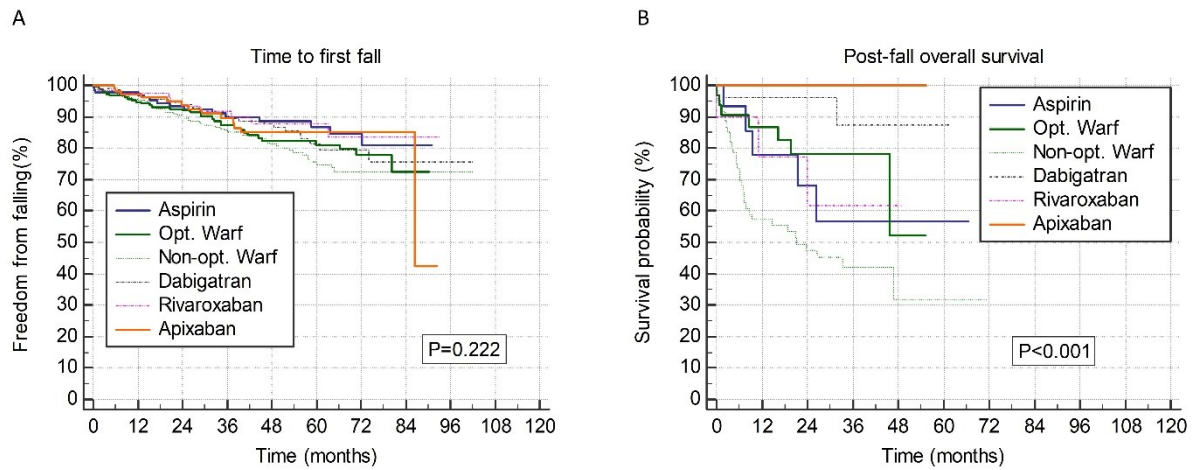 A
Time to first fall
Freedom from falling(%)
100
90
80
70
60
50
40
30
20
10
0
Aspirin
Opt. Warf
Non-opt. Warf
Dabigatran
Rivaroxaban
Apixaban
P=0.222
0 12 24 36 48 60 72 84 96 108 120
Time (months)
B
Post-fall overall survival
Survival probability (%)
100
90
80
70
60
50
40
30
20
10
0
Aspirin
Opt. Warf
Non-opt. Warf
Dabigatran
Rivaroxaban
Apixaban
P<0.001
0 12 24 36 48 60 72 84 96 108 120
Time (months)